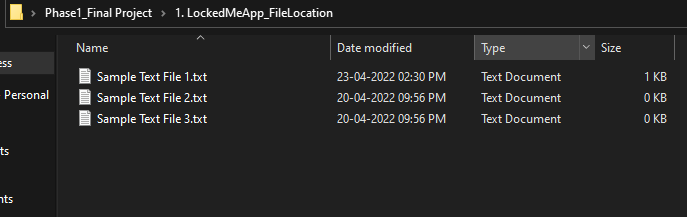 Phase1_Final Project > 1. LockedMeApp_FileLocation
Name Date modified Type Size
ess
Sample Text File 1.txt 23-04-2022 02:30 PM Text Document 1 KB
Personal
Sample Text File 2.txt 20-04-2022 09:56 PM Text Document 0 KB
Sample Text File 3.txt 20-04-2022 09:56 PM Text Document 0 KB
ts
nts